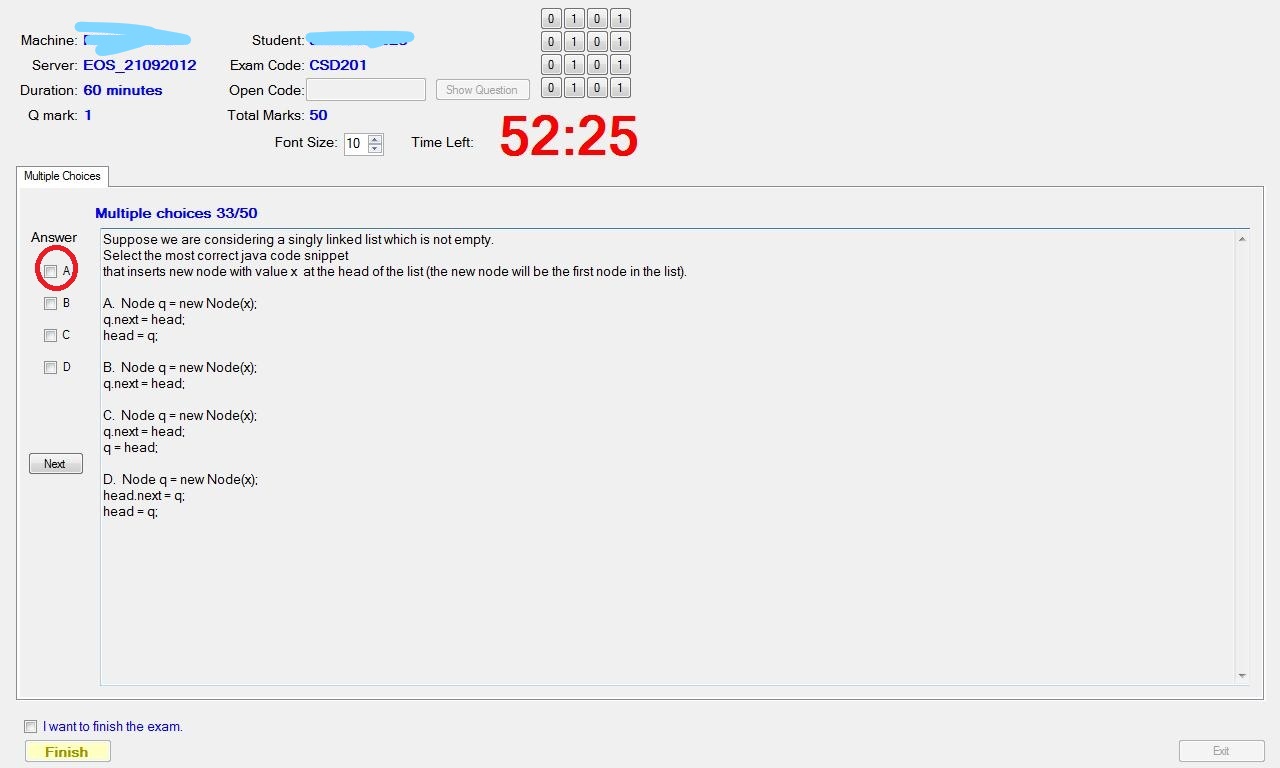 Machine:
Student:
Server: EOS_21092012
Exam Code: CSD201
Duration: 60 minutes
Open Code:
Show Question
Q mark: 1
Total Marks: 50
0 1 0 1
0 1 0 1
0 1 0 1
0 1 0 1
Font Size: 10
Time Left: 52:25
Multiple Choices
Multiple choices 33/50
Answer
A
B
C
D
Next
Suppose we are considering a singly linked list which is not empty.
Select the most correct java code snippet
that inserts new node with value x at the head of the list (the new node will be the first node in the list).
A. Node q = new Node(x);
q.next = head;
head = q;
B. Node q = new Node(x);
q.next = head;
C. Node q = new Node(x);
q.next = head;
q = head;
D. Node q = new Node(x);
head.next = q;
head = q;
I want to finish the exam.
Finish
Exit